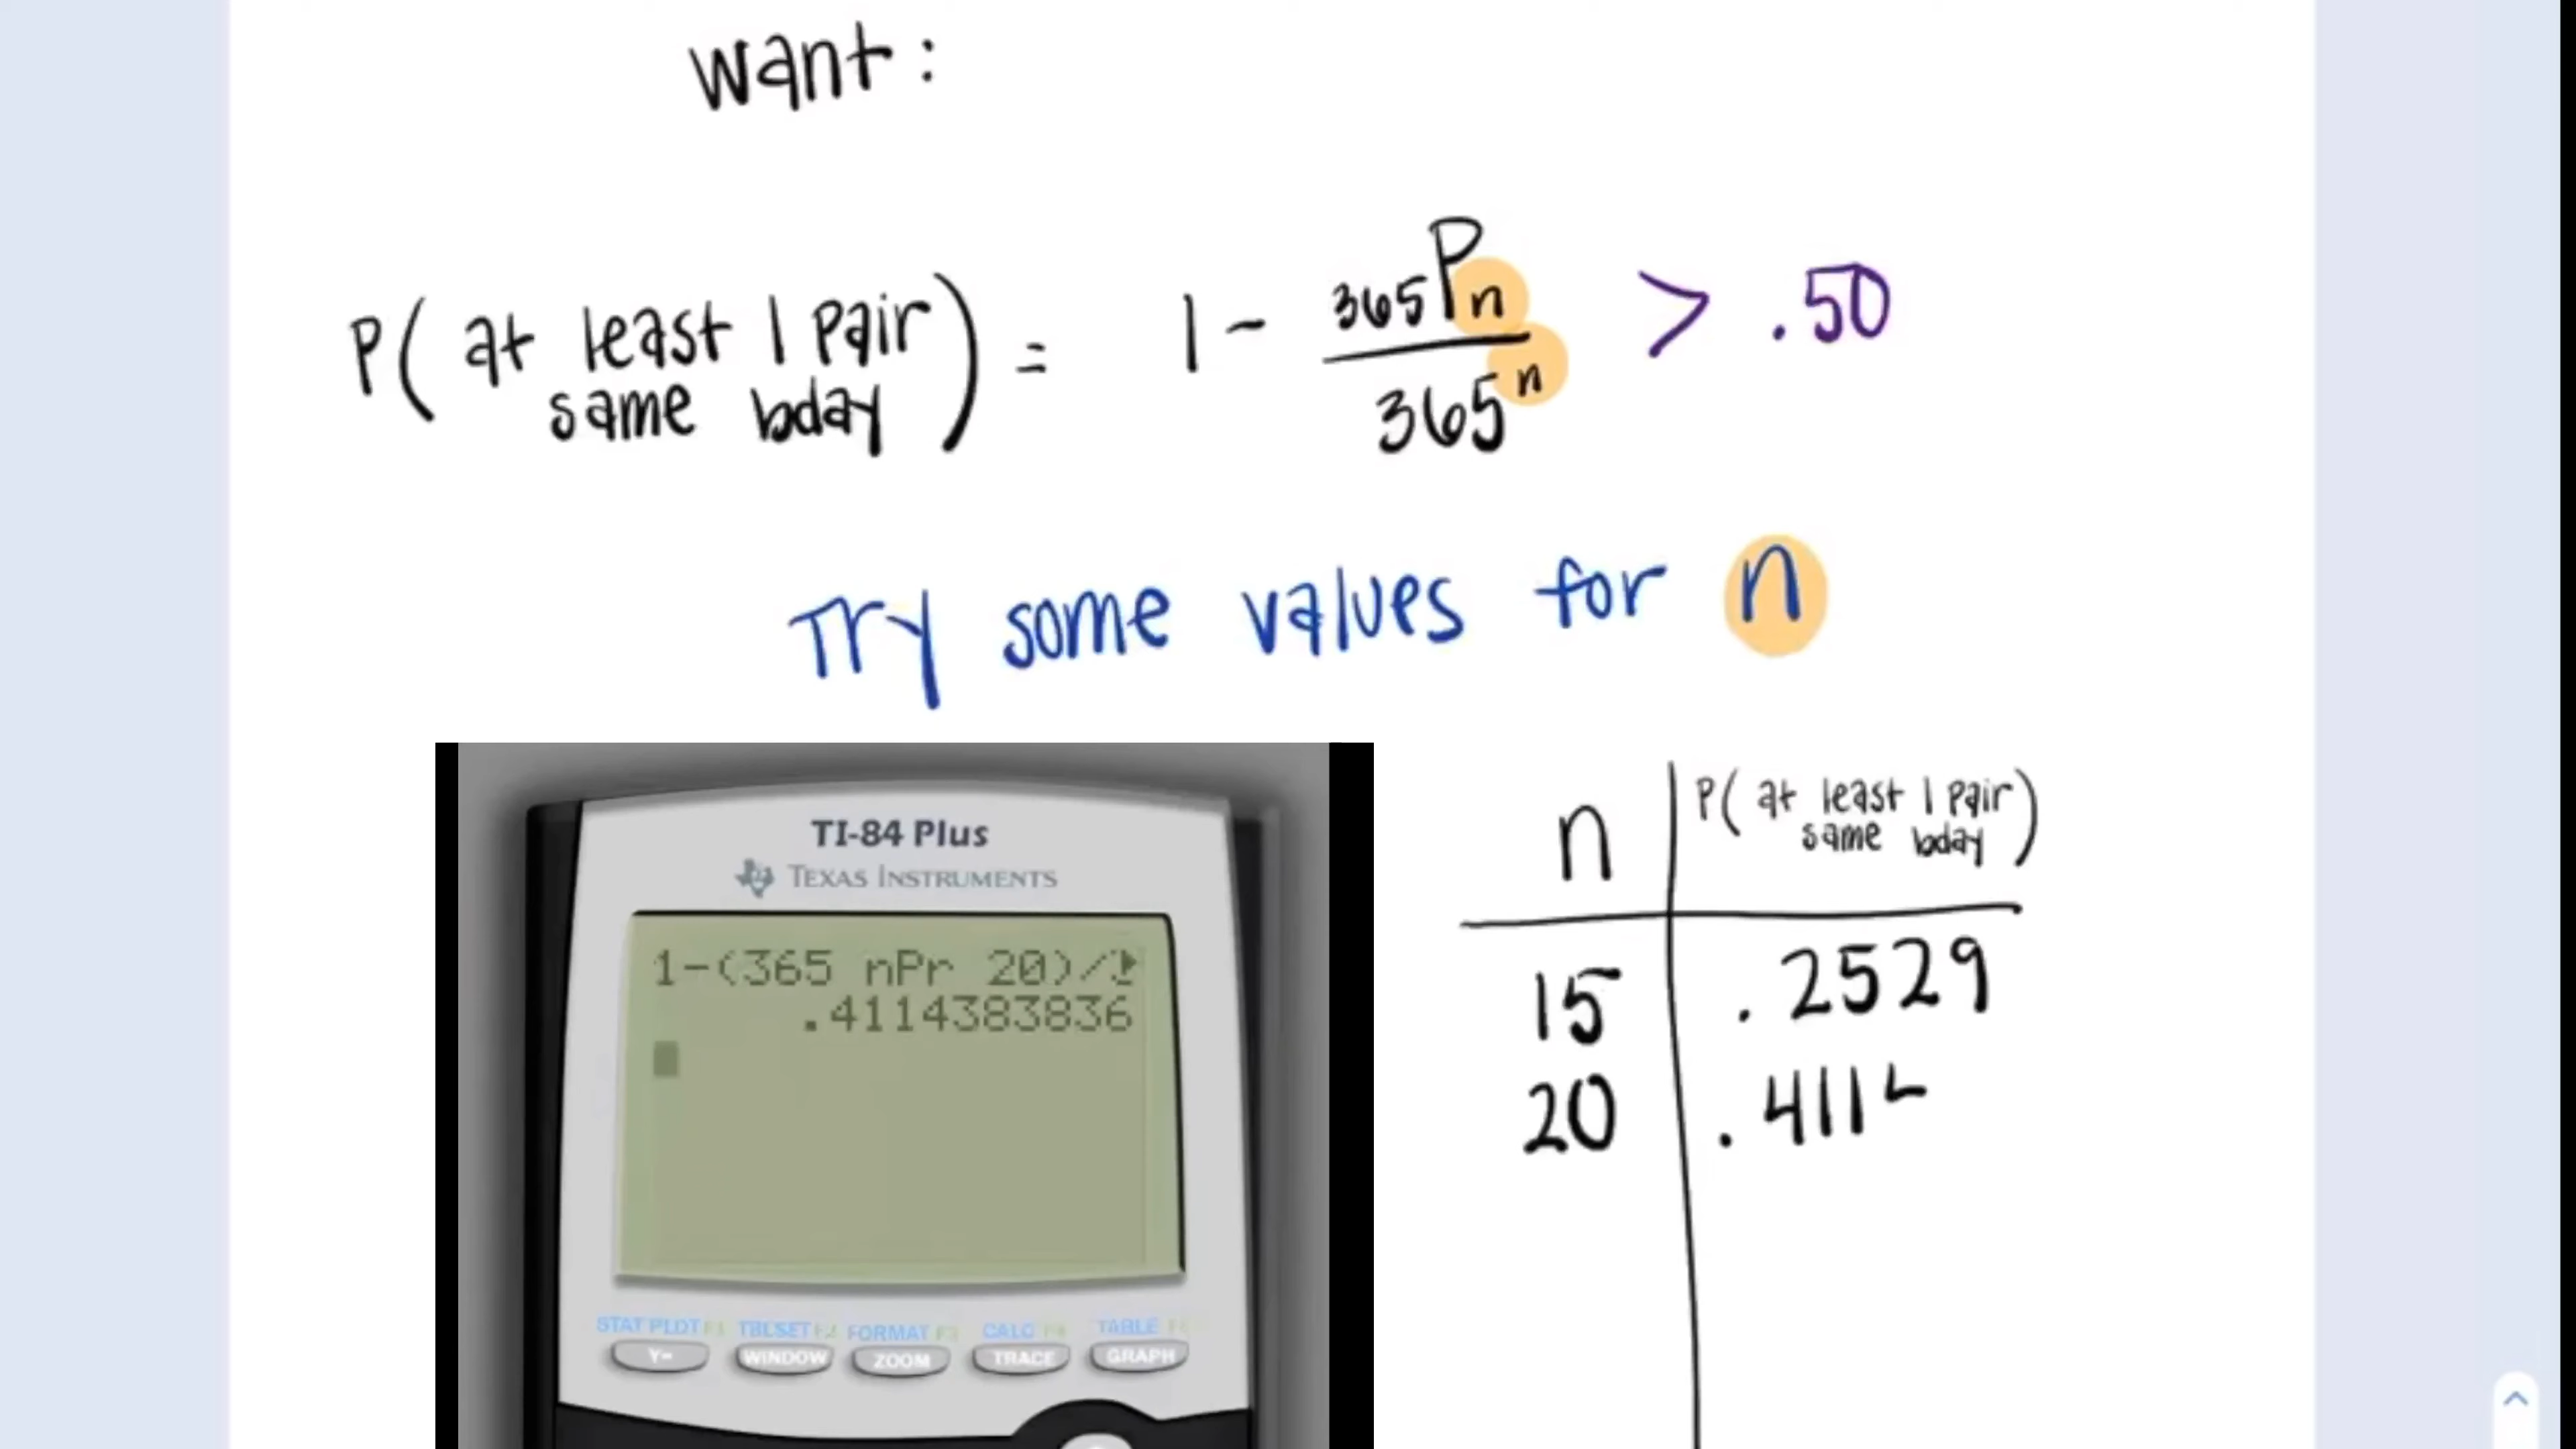 want:
P( at least 1 pair same bday ) = 1 - 365Pn / 365^n > .50
Try some values for n
TI-84 Plus
TEXAS INSTRUMENTS
1-(365 nPr 20)/
.4114383836
STAT PLOT F1 TBLSET F2 FORMAT F3 CALC F4 TABLE
Y= WINDOW ZOOM TRACE GRAPH
n P( at least 1 pair same bday )
15 .2529
20 .411